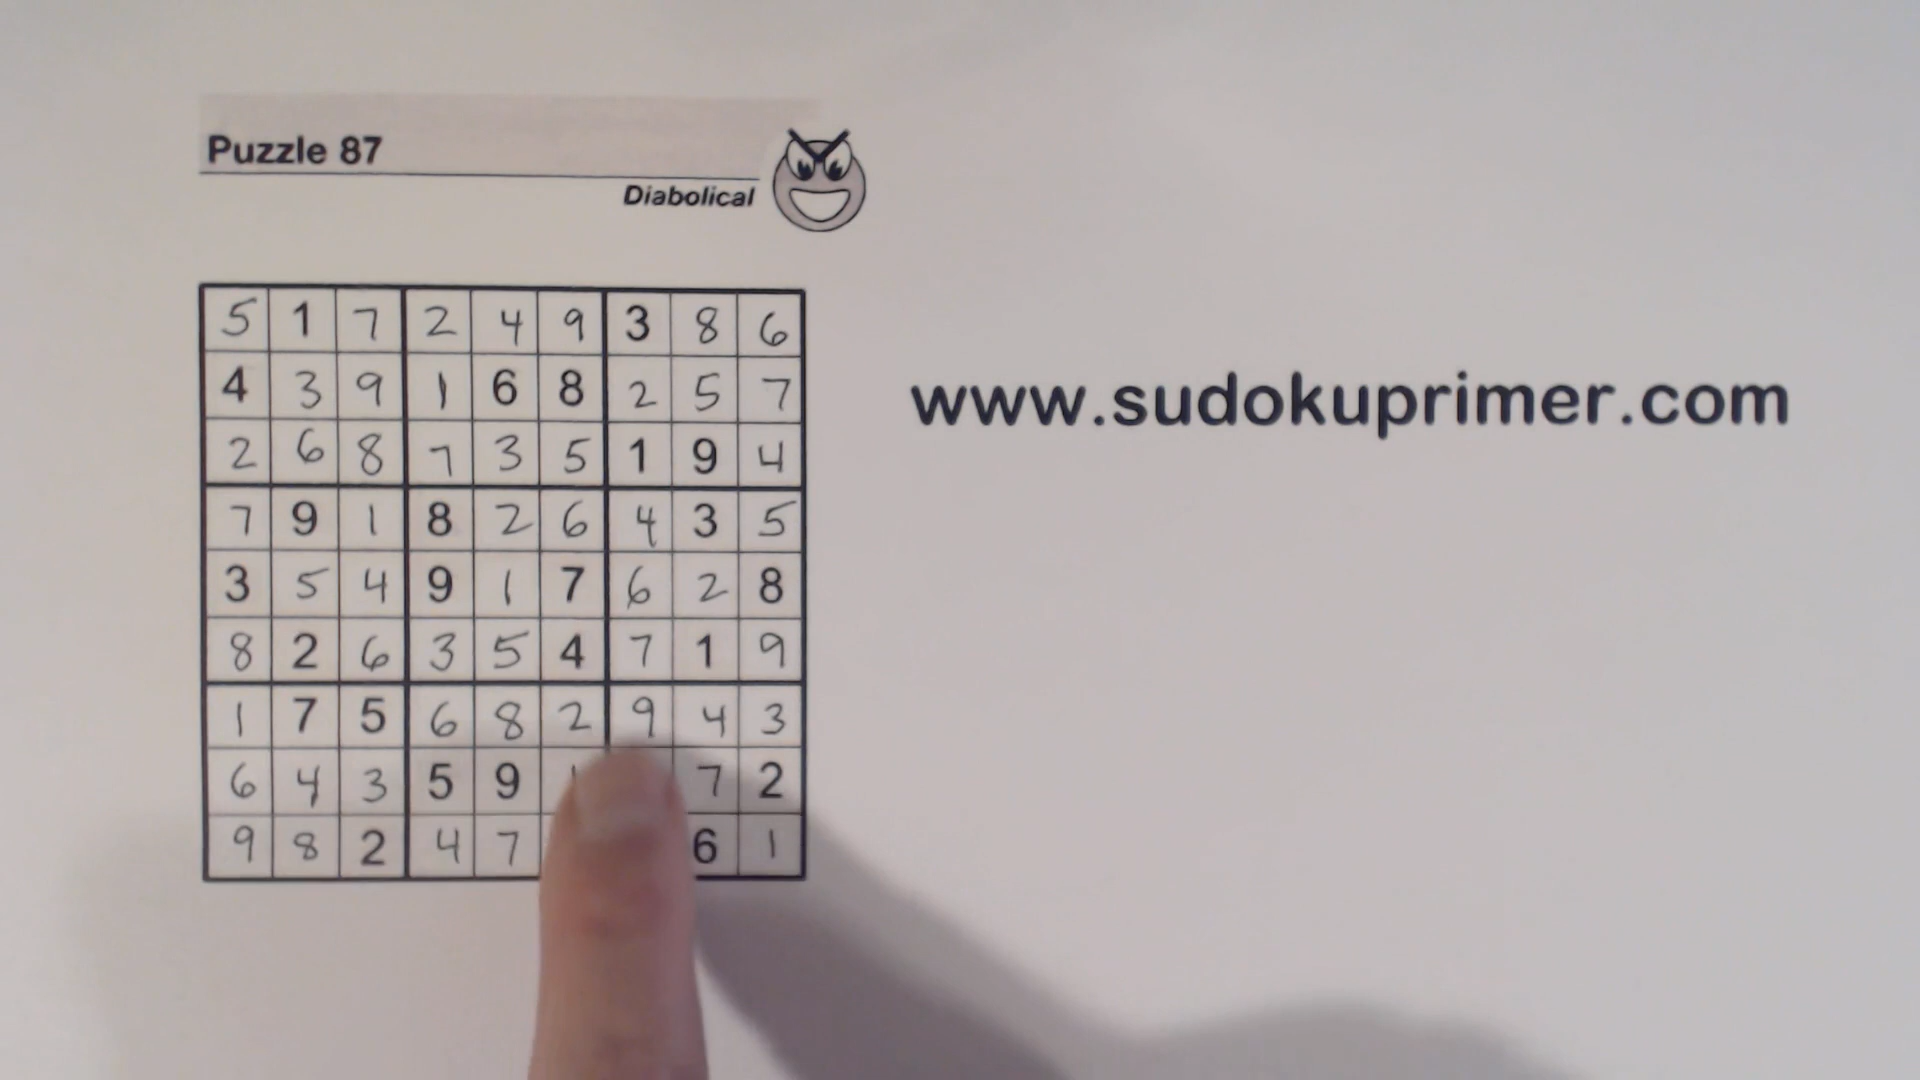 Puzzle 87
Diabolical
5 1 7 2 4 9 3 8 6
4 3 9 1 6 8 2 5 7
www.sudokuprimer.com
2 6 8 7 3 5 1 9 4
7 9 1 8 2 6 4 3 5
3 5 4 9 1 7 6 2 8
8 2 6 3 5 4 7 1 9
1 7 5 6 8 2 9 4 3
6 4 3 5 9 7 2
9 8 2 4 7 6 1